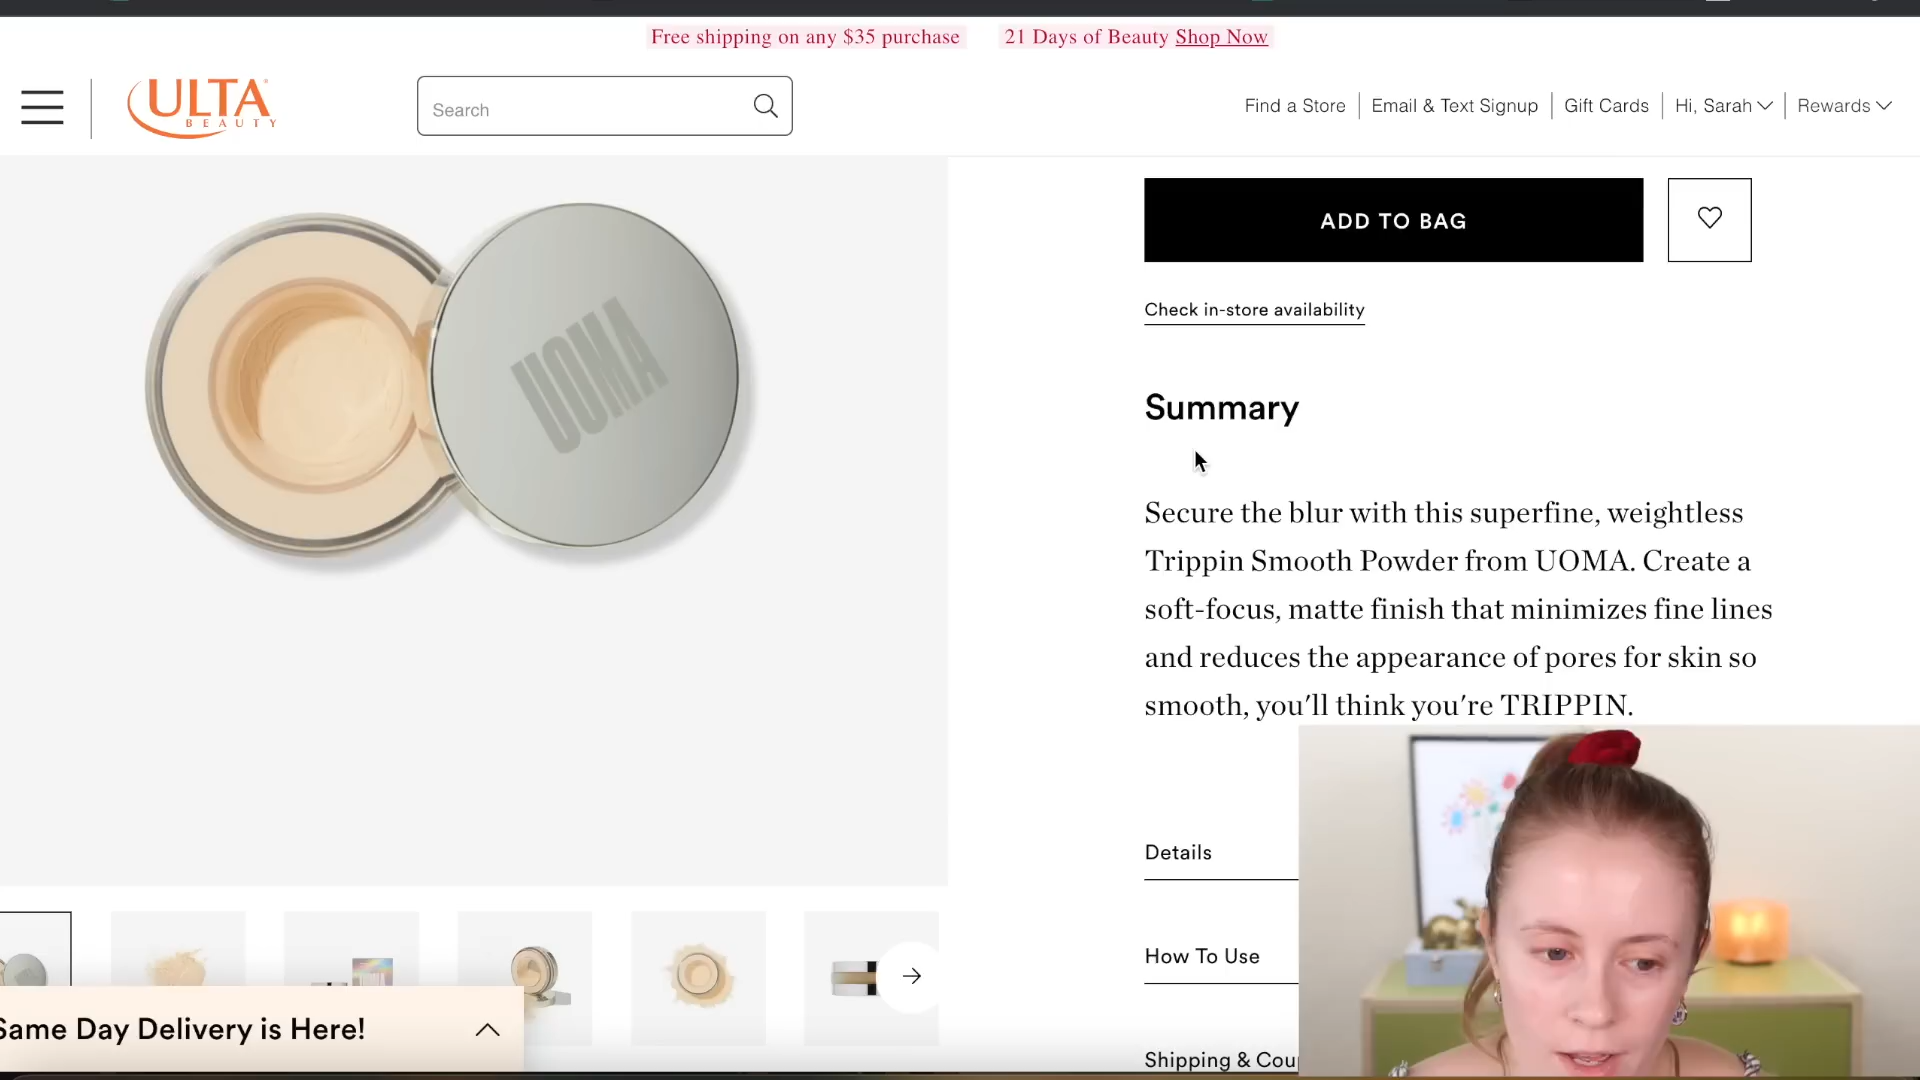 Free shipping on any $35 purchase
21 Days of Beauty Shop Now
ULTA
BEAUTY
Search
Find a Store
Email & Text Signup
Gift Cards
Hi, Sarah
Rewards
UOMA
ADD TO BAG
Check in-store availability
Summary
Secure the blur with this superfine, weightless
Trippin Smooth Powder from UOMA. Create a
soft-focus, matte finish that minimizes fine lines
and reduces the appearance of pores for skin so
smooth, you'll think you're TRIPPIN.
Details
How To Use
Shipping & Cou
Same Day Delivery is Here!